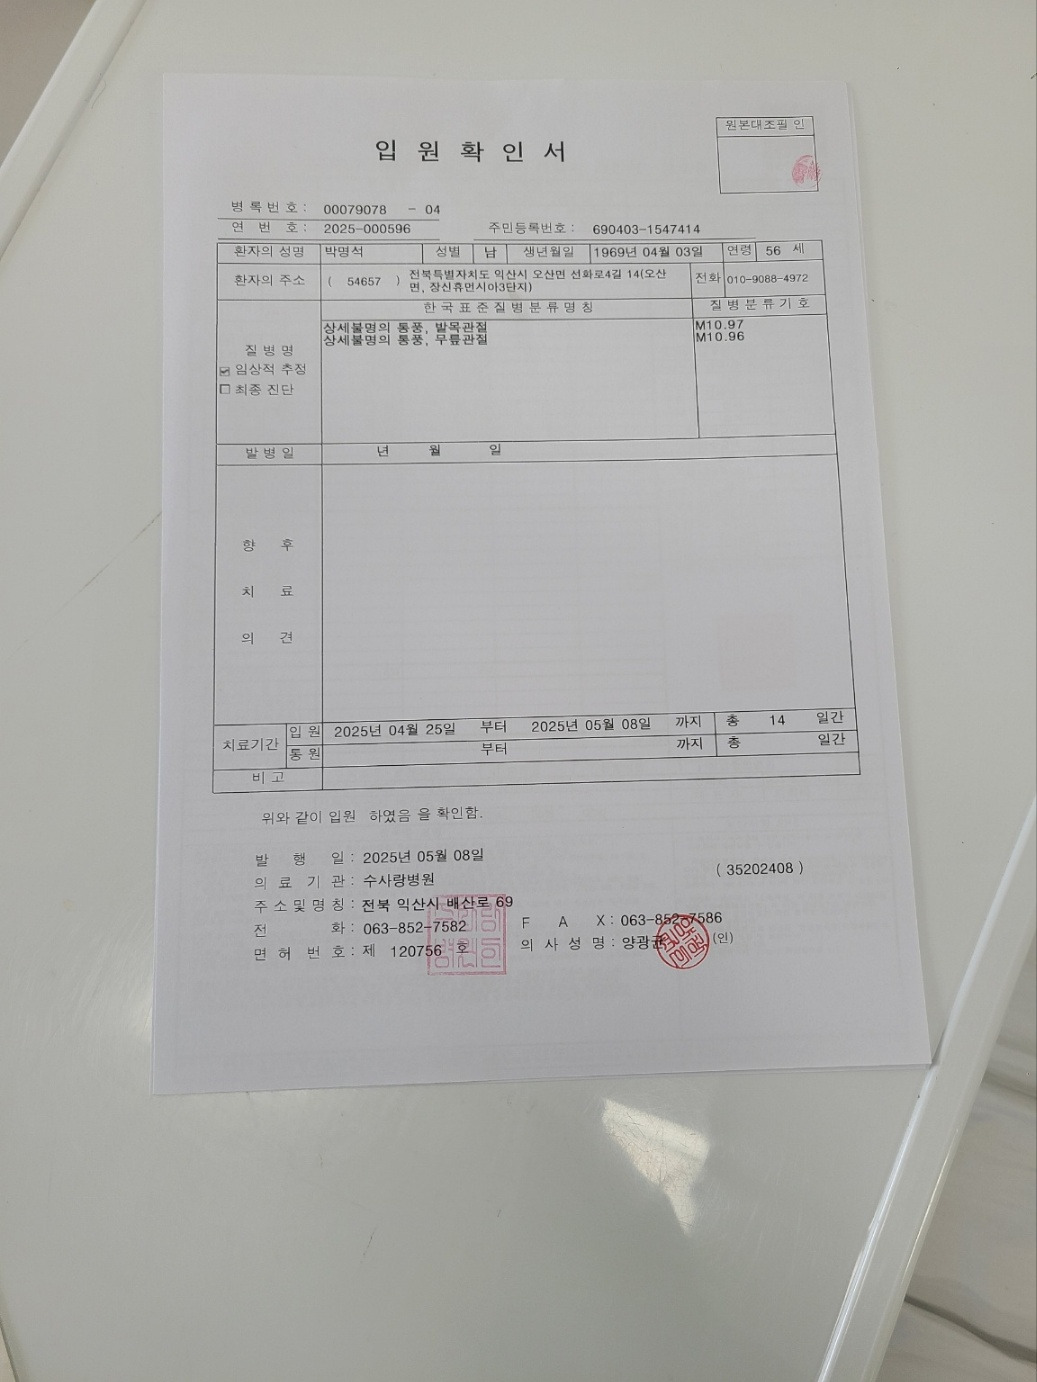 원본대조필 인
입 원 확 인 서
병 록 번 호 : 00079078 - 04
연 번 호 : 2025-000596 주민등록번호 : 690403-1547414
환자의 성명 박명석 성별 남 생년월일 1969년 04월 03일 연령 56 세
환자의 주소 ( 54657 ) 전북특별자치도 익산시 오산면 선화로4길 14(오산면, 장신휴먼시아3단지) 전화 010-9088-4972
한 국 표 준 질 병 분 류 명 칭 질 병 분 류 기 호
상세불명의 통풍, 발목관절 M10.97
상세불명의 통풍, 무릎관절 M10.96
질 병 명
임상적 추정
최종 진단
발 병 일 년 월 일
향 후
치 료
의 견
치료기간 입 원 2025년 04월 25일 부터 2025년 05월 08일 까지 총 14 일간
통 원 부터 까지 총 일간
비 고
위와 같이 입원 하였음 을 확인함.
발 행 일 : 2025년 05월 08일
( 35202408 )
의 료 기 관 : 수사랑병원
주 소 및 명 칭 : 전북 익산시 배산로 69
전 화 : 063-852-7582 F A X : 063-852-7586
면 허 번 호 : 제 120756 호 의 사 성 명 : 양광균 (인)